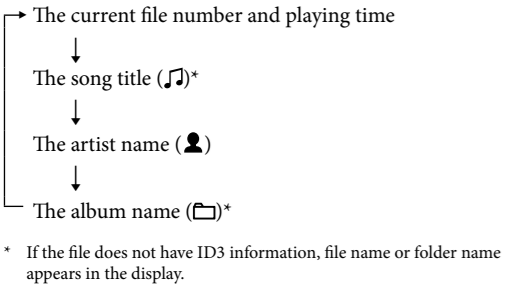 The current file number and playing time
The song title (♫)*
The artist name (👤)
The album name (🗀)*
* If the file does not have ID3 information, file name or folder name
appears in the display.